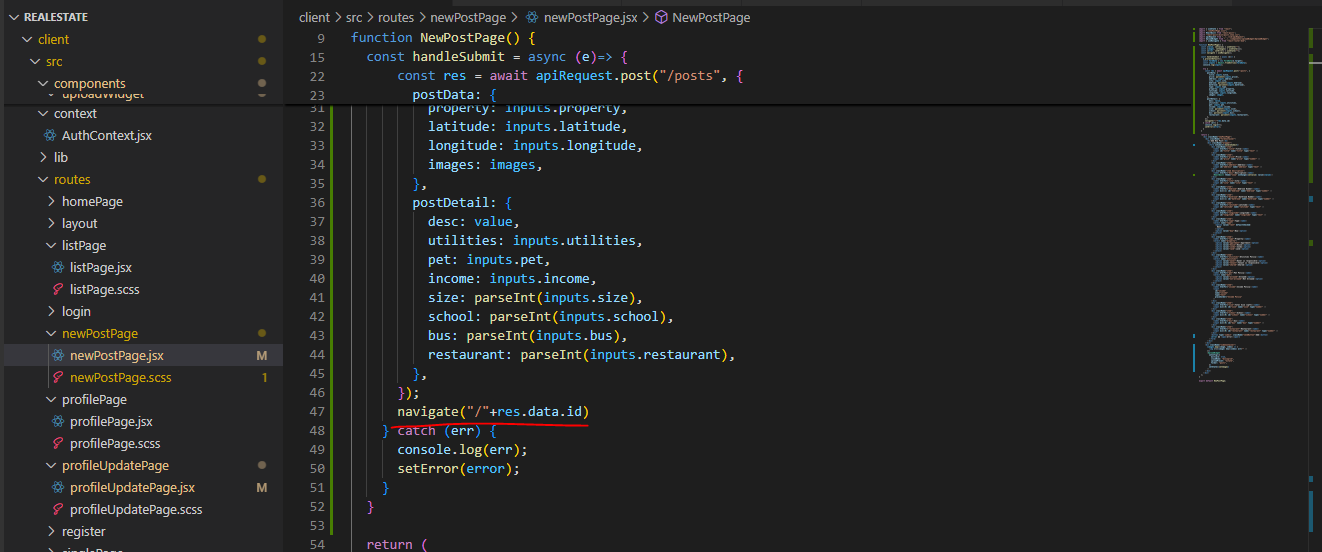 REALESTATE
client
src
components
uploadWidget
context
AuthContext.jsx
lib
routes
homePage
layout
listPage
listPage.jsx
listPage.scss
login
newPostPage
newPostPage.jsx M
newPostPage.scss 1
profilePage
profilePage.jsx
profilePage.scss
profileUpdatePage
profileUpdatePage.jsx M
profileUpdatePage.scss
register
singlePage
client > src > routes > newPostPage > newPostPage.jsx > NewPostPage
9 function NewPostPage() {
15 const handleSubmit = async (e)=> {
22 const res = await apiRequest.post("/posts", {
23 postData: {
31 property: inputs.property,
32 latitude: inputs.latitude,
33 longitude: inputs.longitude,
34 images: images,
35 },
36 postDetail: {
37 desc: value,
38 utilities: inputs.utilities,
39 pet: inputs.pet,
40 income: inputs.income,
41 size: parseInt(inputs.size),
42 school: parseInt(inputs.school),
43 bus: parseInt(inputs.bus),
44 restaurant: parseInt(inputs.restaurant),
45 },
46 });
47 navigate("/"+res.data.id)
48 } catch (err) {
49 console.log(err);
50 setError(error);
51 }
52 }
53
54 return (